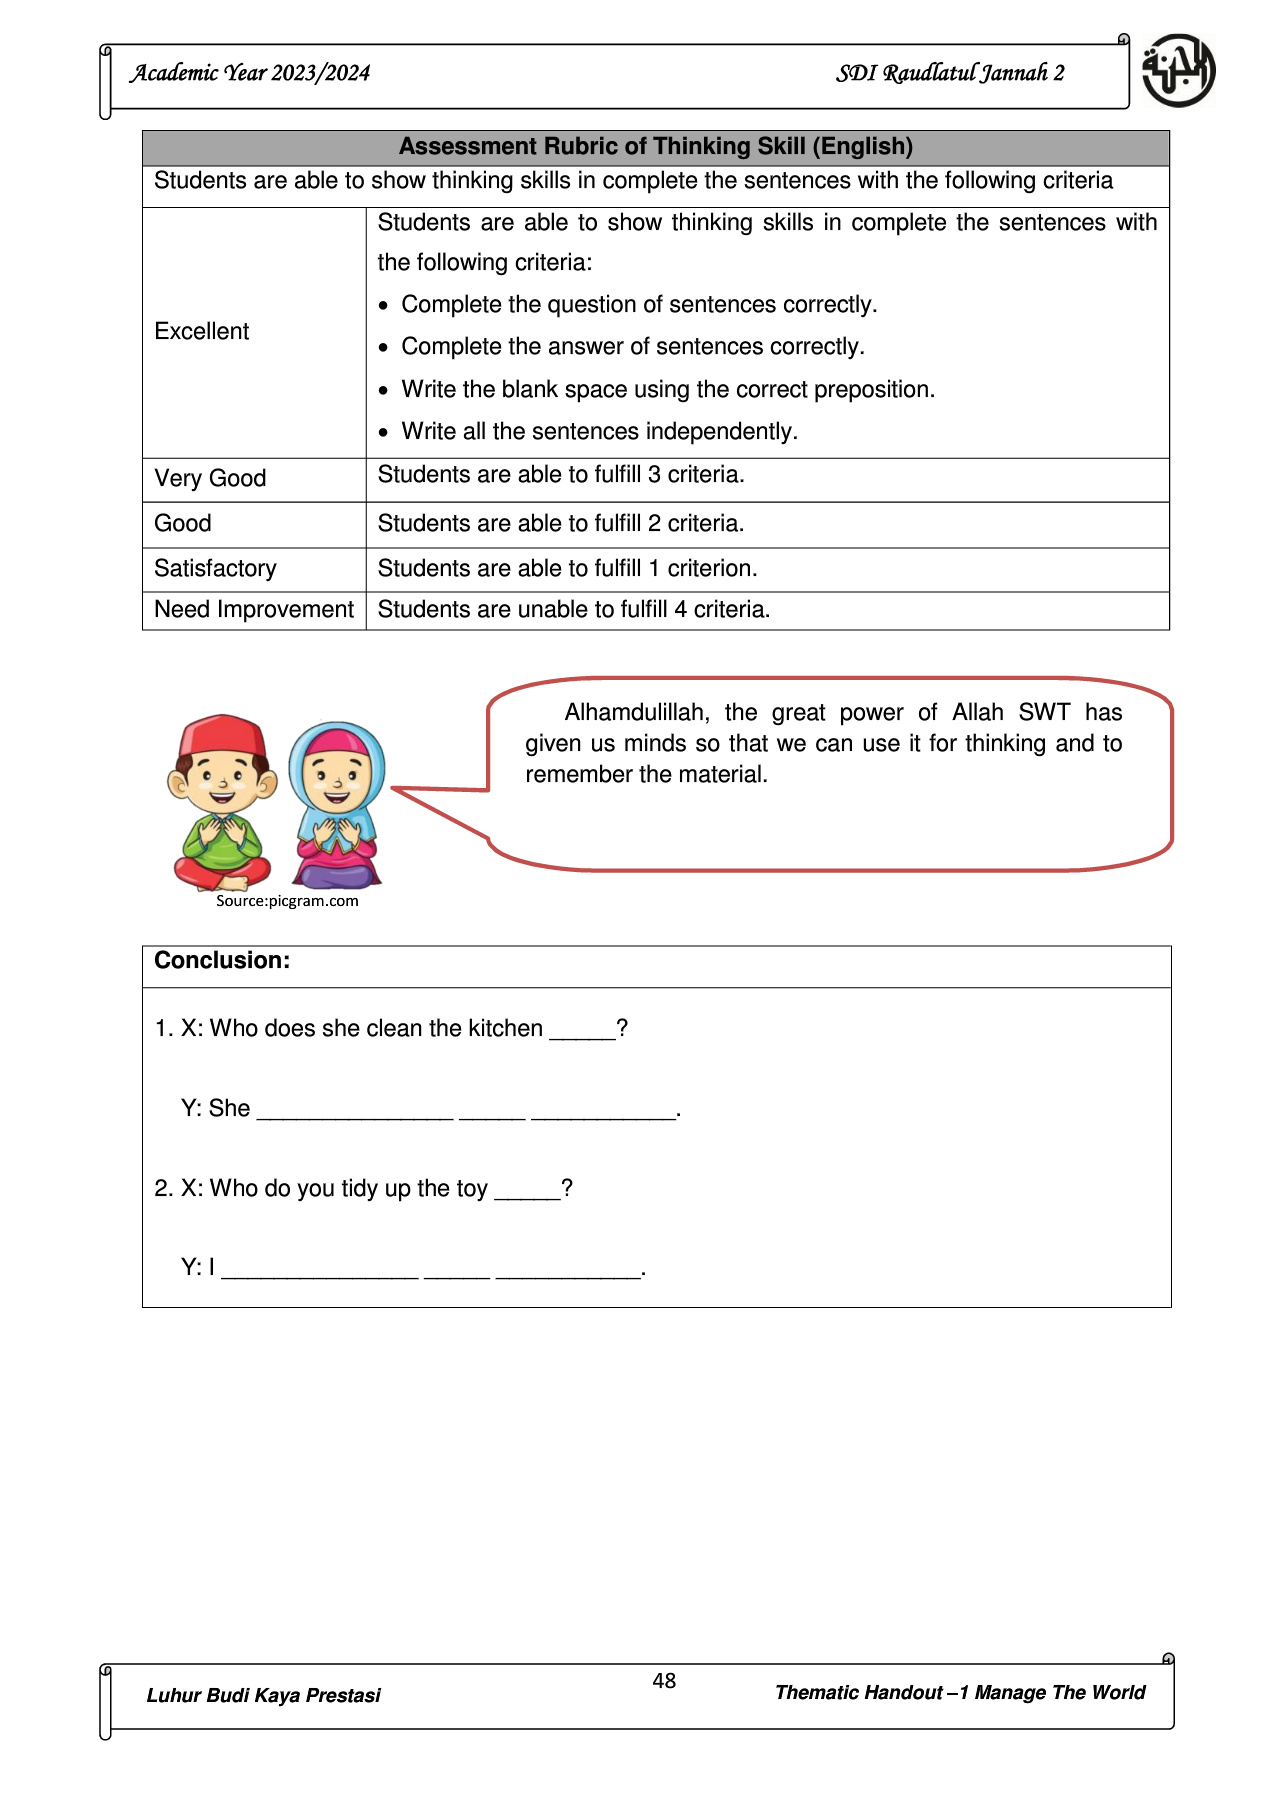 Academic Year 2023/2024
SDI Raudlatul Jannah 2
Assessment Rubric of Thinking Skill (English)
Students are able to show thinking skills in complete the sentences with the following criteria
Excellent
Students are able to show thinking skills in complete the sentences with
the following criteria:
• Complete the question of sentences correctly.
• Complete the answer of sentences correctly.
• Write the blank space using the correct preposition.
• Write all the sentences independently.
Very Good
Students are able to fulfill 3 criteria.
Good
Students are able to fulfill 2 criteria.
Satisfactory
Students are able to fulfill 1 criterion.
Need Improvement
Students are unable to fulfill 4 criteria.
Alhamdulillah, the great power of Allah SWT has
given us minds so that we can use it for thinking and to
remember the material.
Source:picgram.com
Conclusion:
1. X: Who does she clean the kitchen _____?
Y: She _______________ _____ ___________.
2. X: Who do you tidy up the toy _____?
Y: I _______________ _____ ___________.
Luhur Budi Kaya Prestasi
48
Thematic Handout –1 Manage The World